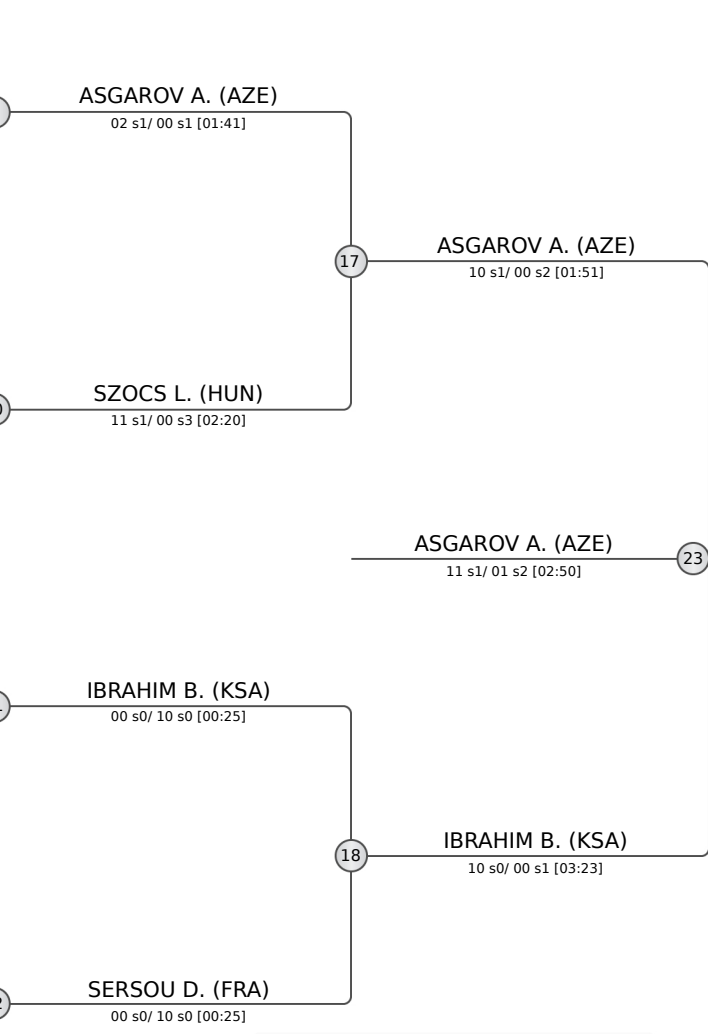 ASGAROV A. (AZE)
02 s1/ 00 s1 [01:41]
ASGAROV A. (AZE)
17
10 s1/ 00 s2 [01:51]
SZOCS L. (HUN)
11 s1/ 00 s3 [02:20]
ASGAROV A. (AZE)
23
11 s1/ 01 s2 [02:50]
IBRAHIM B. (KSA)
00 s0/ 10 s0 [00:25]
IBRAHIM B. (KSA)
18
10 s0/ 00 s1 [03:23]
SERSOU D. (FRA)
00 s0/ 10 s0 [00:25]